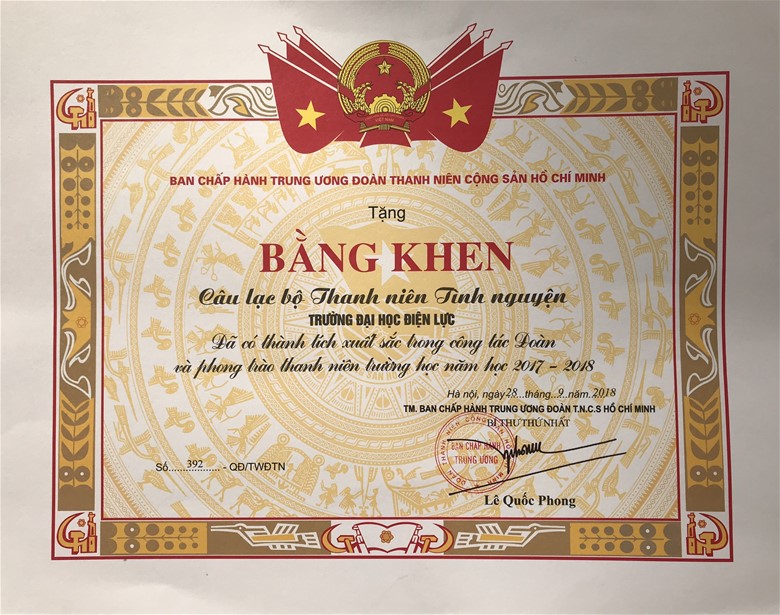 VIỆT NAM
BAN CHẤP HÀNH TRUNG ƯƠNG ĐOÀN THANH NIÊN CỘNG SẢN HỒ CHÍ MINH
Tặng
BẰNG KHEN
Câu lạc bộ Thanh niên Tình nguyện
TRƯỜNG ĐẠI HỌC ĐIỆN LỰC
Đã có thành tích xuất sắc trong công tác Đoàn
và phong trào thanh niên trường học năm học 2017 - 2018
Hà nội, ngày 28...tháng...9..năm..2018
TM. BAN CHẤP HÀNH TRUNG ƯƠNG ĐOÀN T.N.C.S HỒ CHÍ MINH
BÍ THƯ THỨ NHẤT
BAN CHẤP HÀNH
TRUNG ƯƠNG
Số......392..... - QĐ/TWĐTN
Lê Quốc Phong